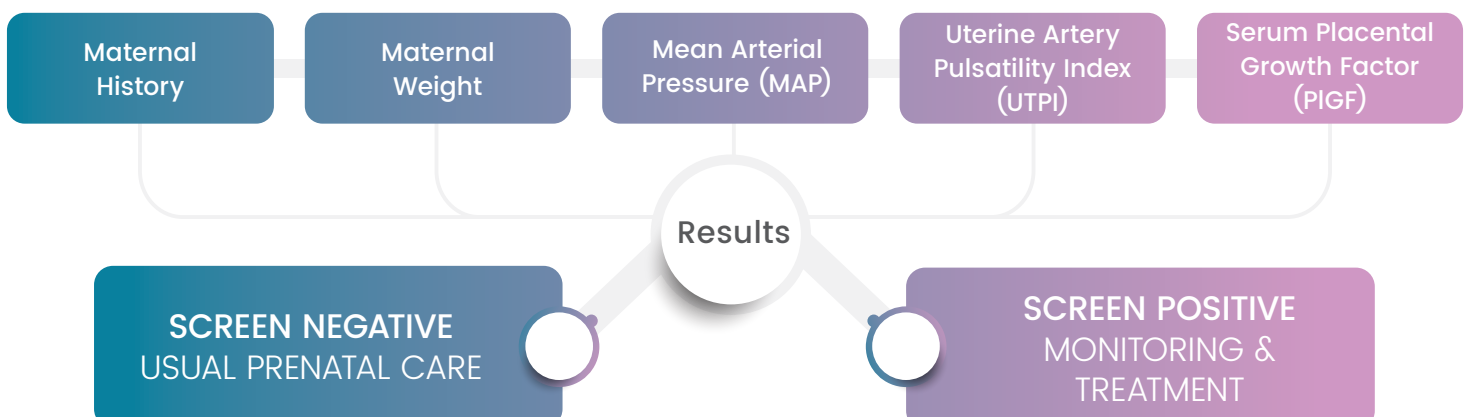 Maternal
History
Maternal
Weight
Mean Arterial
Pressure (MAP)
Uterine Artery
Pulsatility Index
(UTPI)
Serum Placental
Growth Factor
(PlGF)
Results
SCREEN NEGATIVE
USUAL PRENATAL CARE
SCREEN POSITIVE
MONITORING &
TREATMENT